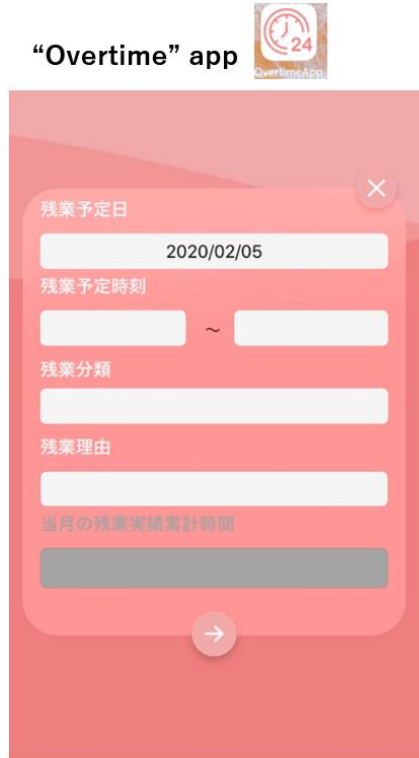 “Overtime” app
24
OvertimeApp
残業予定日
2020/02/05
残業予定時刻
～
残業分類
残業理由
当月の残業実績累計時間